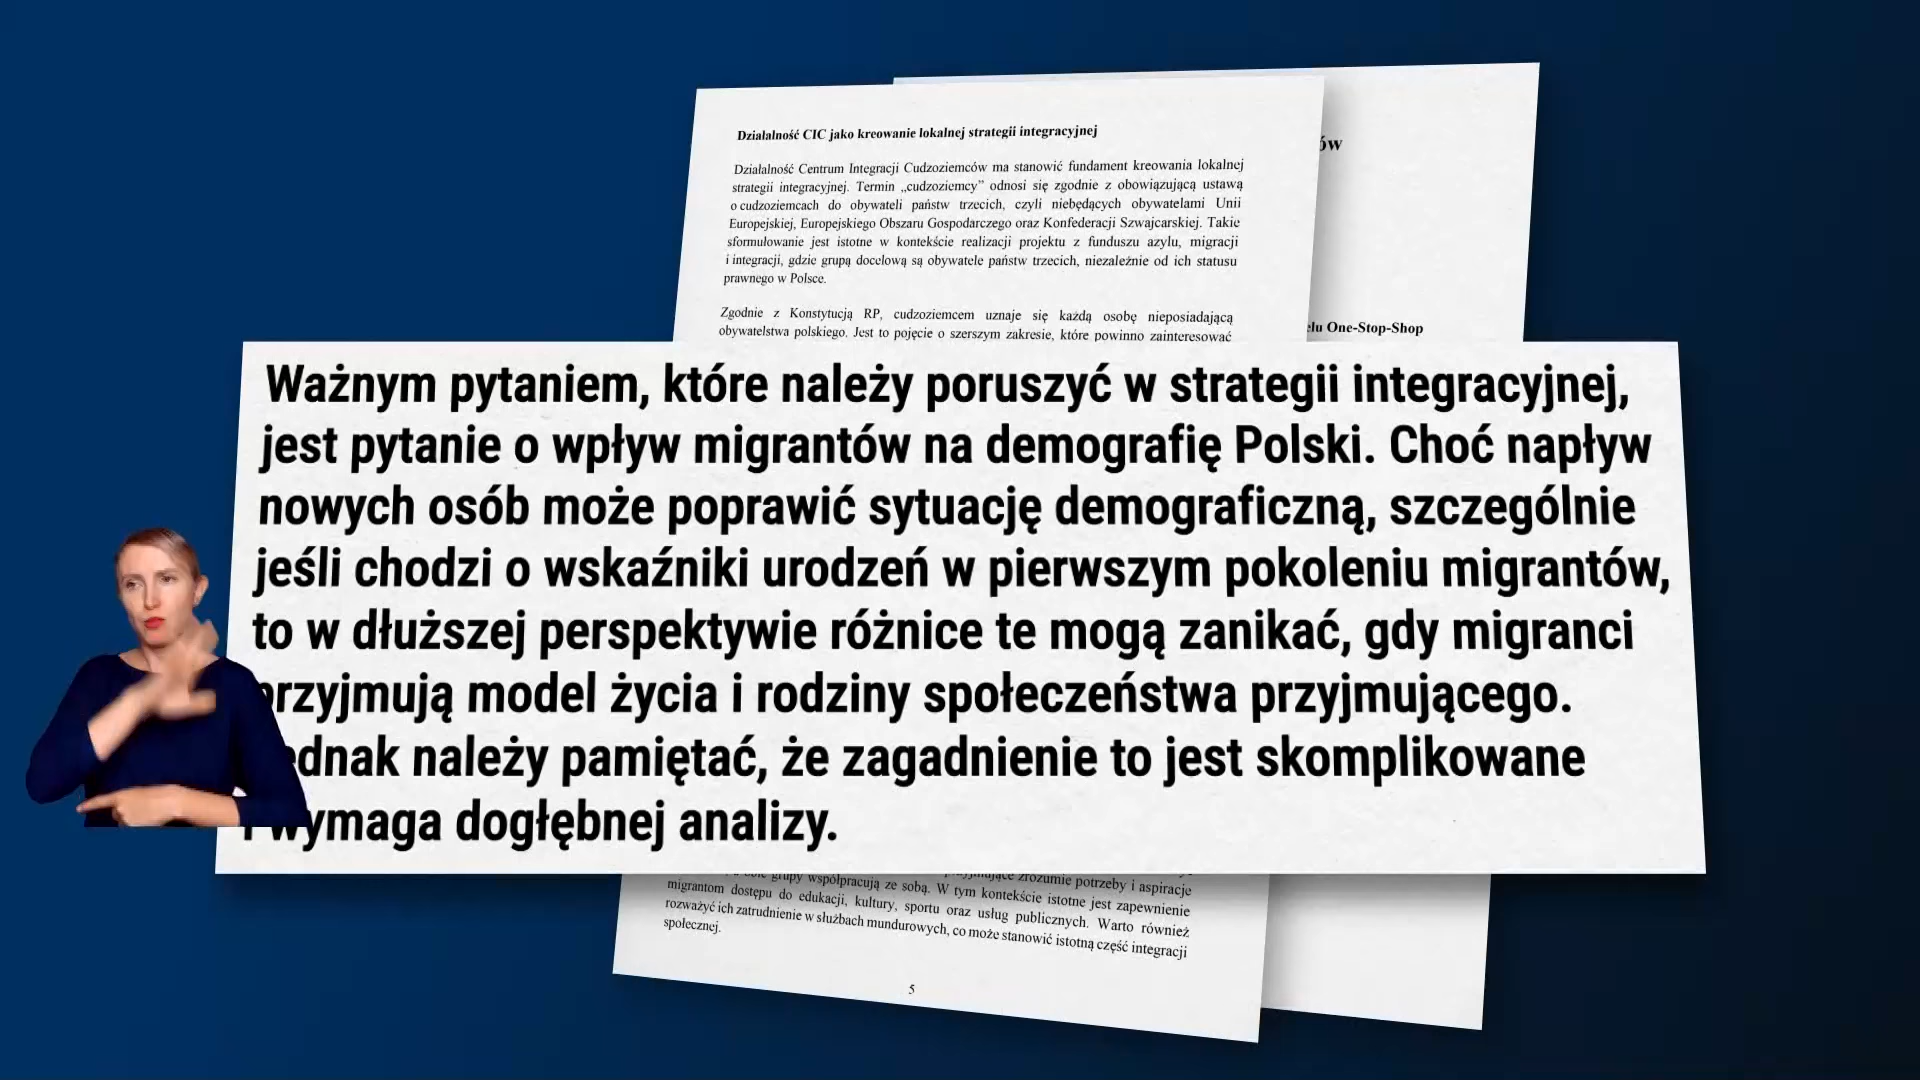 Działalność CIC jako kreowanie lokalnej strategii integracyjnej
ów
Działalność Centrum Integracji Cudzoziemców ma stanowić fundament kreowania lokalnej
strategii integracyjnej. Termin „cudzoziemcy” odnosi się zgodnie z obowiązującą ustawą
o cudzoziemcach do obywateli państw trzecich, czyli niebędących obywatelami Unii
Europejskiej, Europejskiego Obszaru Gospodarczego oraz Konfederacji Szwajcarskiej. Takie
sformułowanie jest istotne w kontekście realizacji projektu z funduszu azylu, migracji
i integracji, gdzie grupą docelową są obywatele państw trzecich, niezależnie od ich statusu
prawnego w Polsce.
Zgodnie z Konstytucją RP, cudzoziemcem uznaje się każdą osobę nieposiadającą
obywatelstwa polskiego. Jest to pojęcie o szerszym zakresie, które powinno zainteresować
elu One-Stop-Shop
Ważnym pytaniem, które należy poruszyć w strategii integracyjnej,
jest pytanie o wpływ migrantów na demografię Polski. Choć napływ
nowych osób może poprawić sytuację demograficzną, szczególnie
jeśli chodzi o wskaźniki urodzeń w pierwszym pokoleniu migrantów,
to w dłuższej perspektywie różnice te mogą zanikać, gdy migranci
przyjmują model życia i rodziny społeczeństwa przyjmującego.
ednak należy pamiętać, że zagadnienie to jest skomplikowane
i wymaga dogłębnej analizy.
grupy współpracują ze sobą. W tym kontekście istotne jest zapewnienie
zrozumie potrzeby i aspiracje
migrantom dostępu do edukacji, kultury, sportu oraz usług publicznych. Warto również
rozważyć ich zatrudnienie w służbach mundurowych, co może stanowić istotną część integracji
społecznej.
5